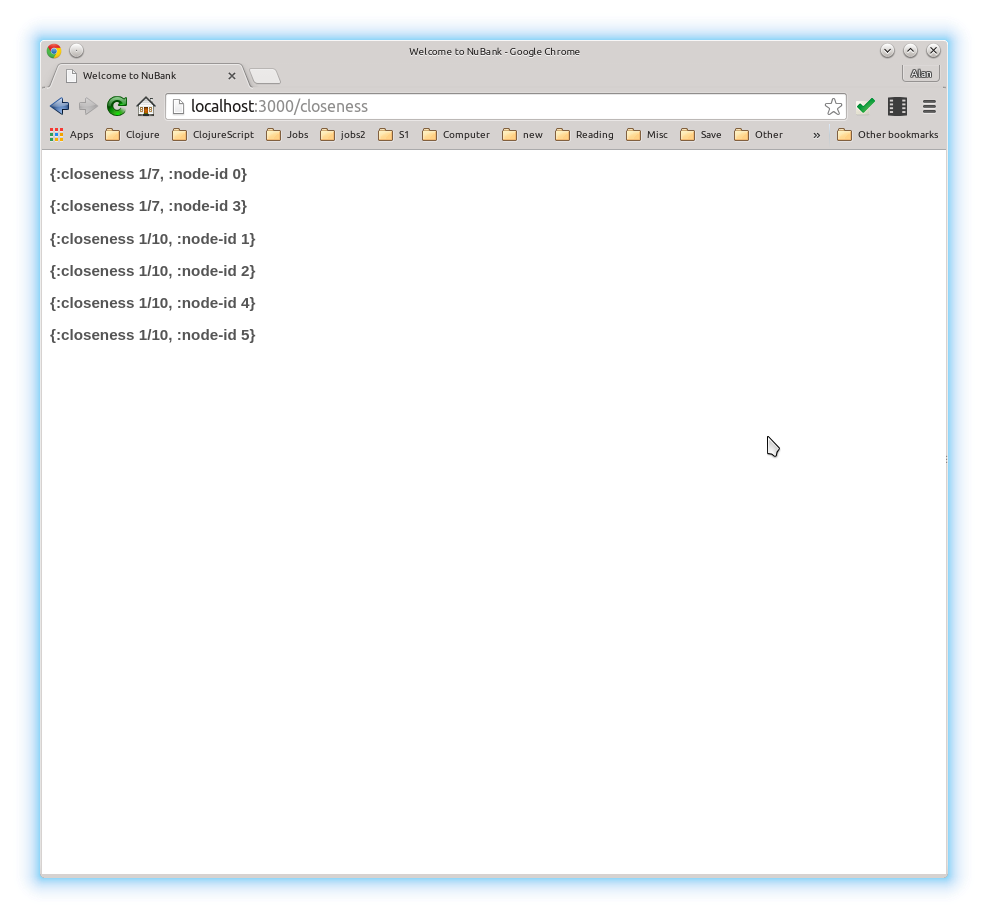 Welcome to NuBank - Google Chrome
Welcome to NuBank
Alan
localhost:3000/closeness
Apps Clojure ClojureScript Jobs jobs2 S1 Computer new Reading Misc Save Other » Other bookmarks
{:closeness 1/7, :node-id 0}
{:closeness 1/7, :node-id 3}
{:closeness 1/10, :node-id 1}
{:closeness 1/10, :node-id 2}
{:closeness 1/10, :node-id 4}
{:closeness 1/10, :node-id 5}